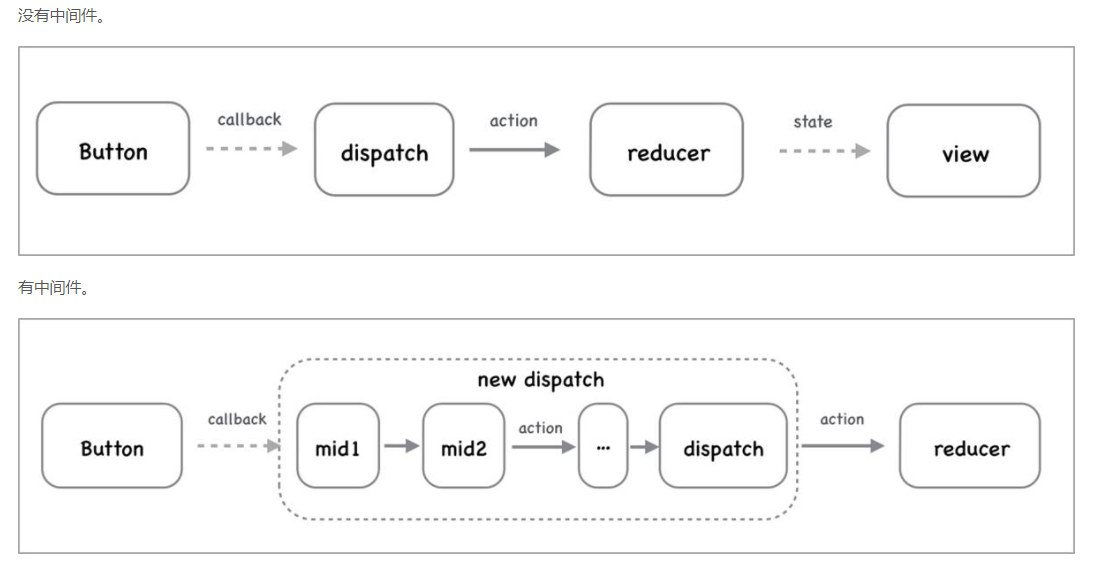 没有中间件。
callback action state
Button dispatch reducer view
有中间件。
new dispatch
callback action action
Button mid1 mid2 ... dispatch reducer